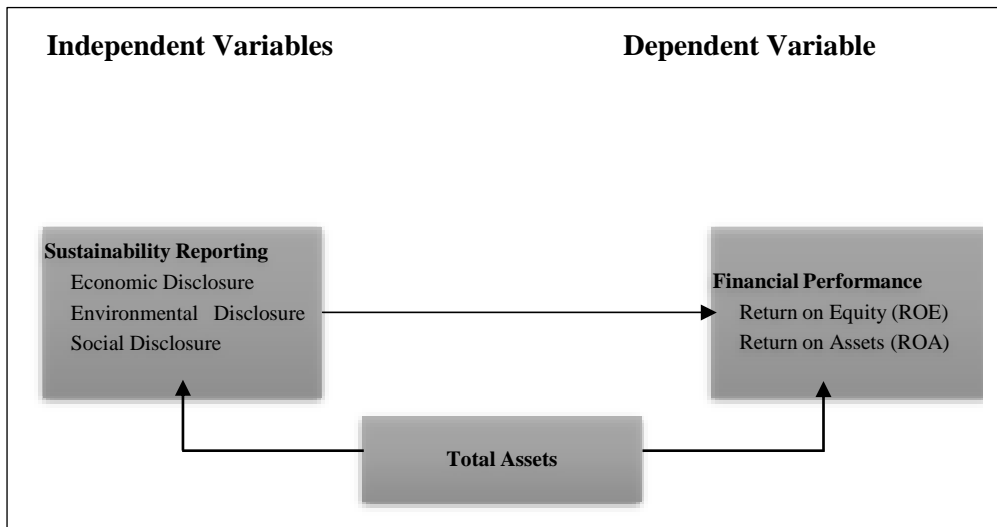 Independent Variables
Dependent Variable
Sustainability Reporting
Economic Disclosure
Environmental Disclosure
Social Disclosure
Financial Performance
Return on Equity (ROE)
Return on Assets (ROA)
Total Assets